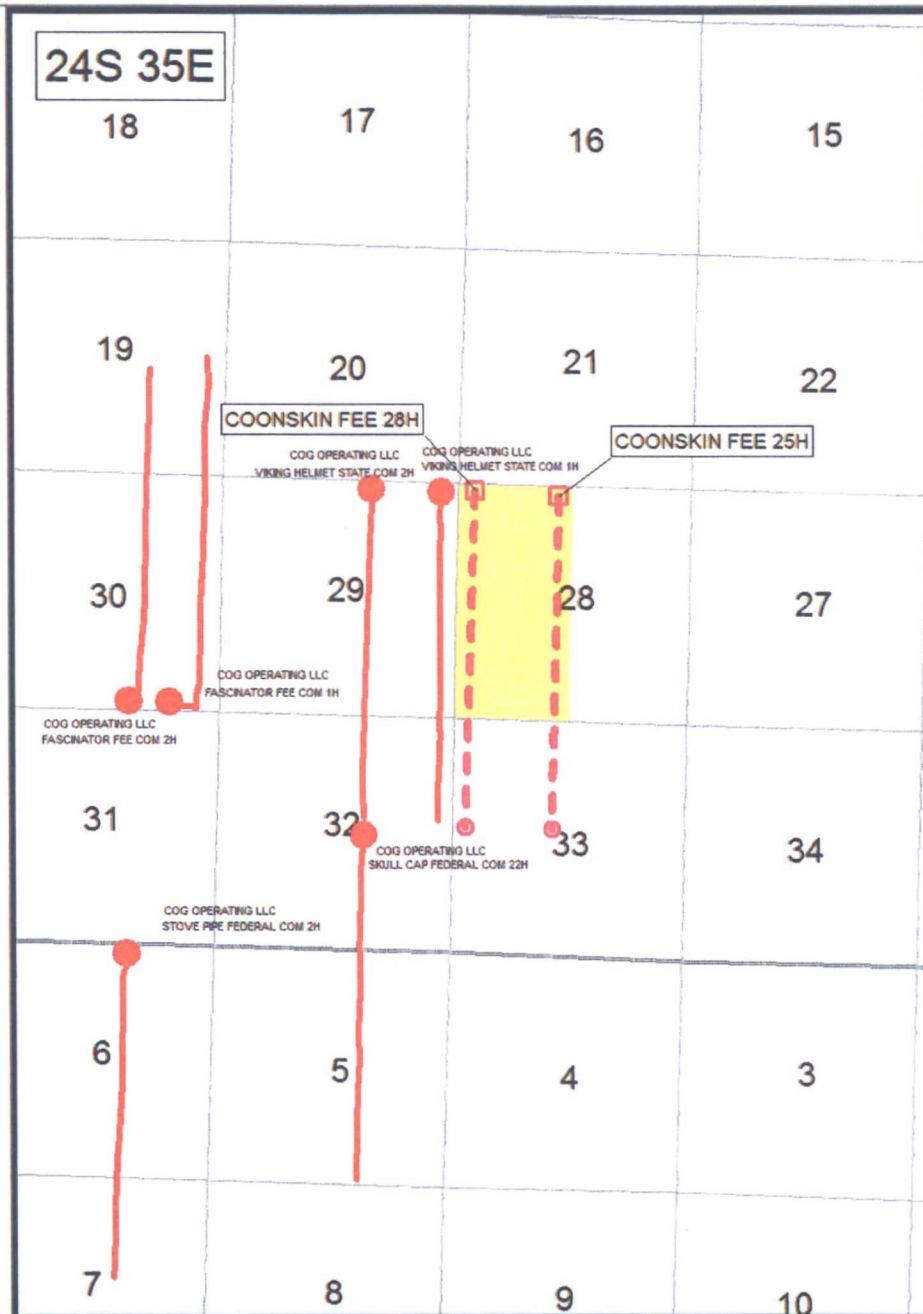 24S 35E
18
17
16
15
19
20
21
22
COONSKIN FEE 28H
COONSKIN FEE 25H
COG OPERATING LLC
VIKING HELMET STATE COM 2H
COG OPERATING LLC
VIKING HELMET STATE COM 1H
30
29
28
27
COG OPERATING LLC
FASCINATOR FEE COM 1H
COG OPERATING LLC
FASCINATOR FEE COM 2H
31
32
33
34
COG OPERATING LLC
SKULL CAP FEDERAL COM 22H
COG OPERATING LLC
STOVE PIPE FEDERAL COM 2H
6
5
4
3
7
8
9
10